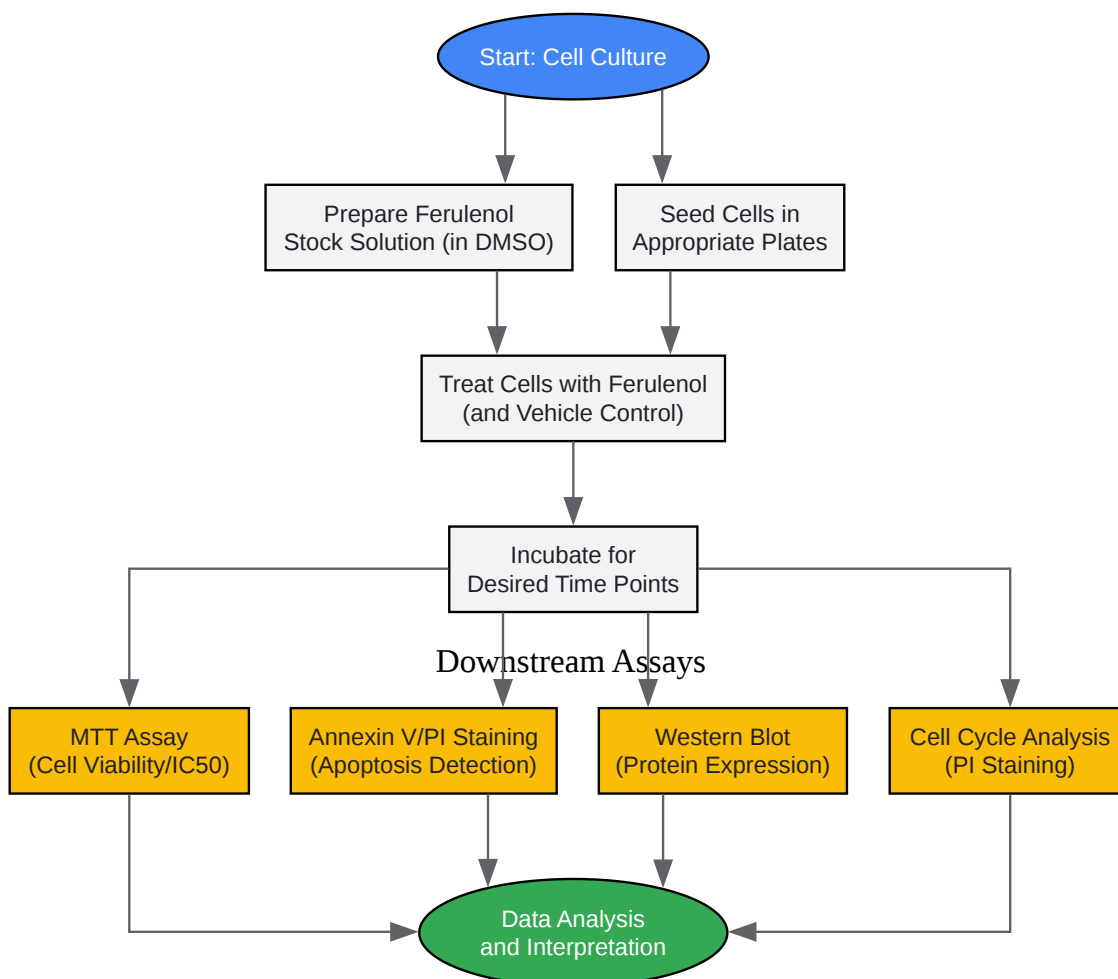 Start: Cell Culture
Prepare Ferulenol
Stock Solution (in DMSO)
Seed Cells in
Appropriate Plates
Treat Cells with Ferulenol
(and Vehicle Control)
Incubate for
Desired Time Points
Downstream Assays
MTT Assay
(Cell Viability/IC50)
Annexin V/PI Staining
(Apoptosis Detection)
Western Blot
(Protein Expression)
Cell Cycle Analysis
(PI Staining)
Data Analysis
and Interpretation